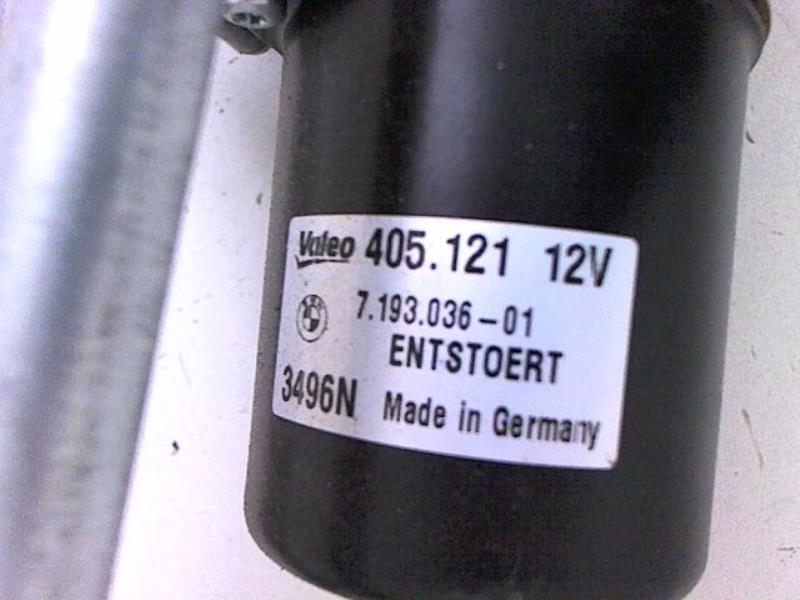 Valeo 405.121 12V
7.193.036-01
ENTSTOERT
3496N Made in Germany